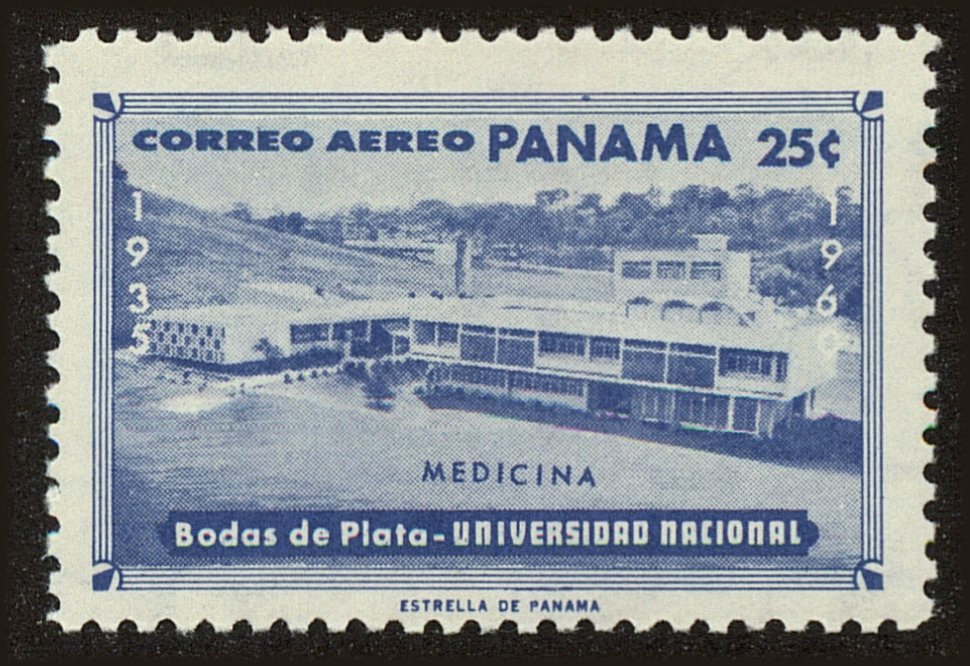 CORREO AEREO PANAMA 25¢
1935
1960
MEDICINA
Bodas de Plata - UNIVERSIDAD NACIONAL
ESTRELLA DE PANAMA